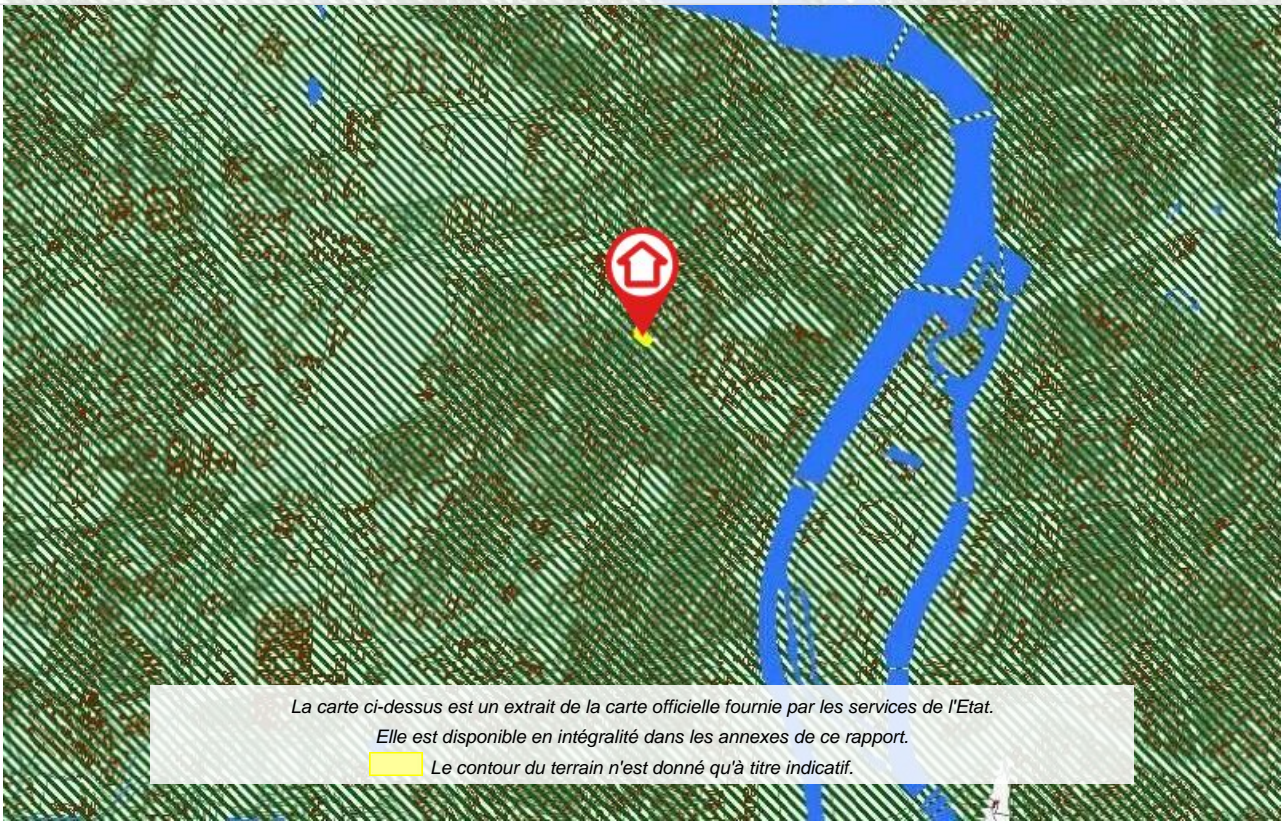 La carte ci-dessus est un extrait de la carte officielle fournie par les services de l'Etat.
Elle est disponible en intégralité dans les annexes de ce rapport.
Le contour du terrain n'est donné qu'à titre indicatif.